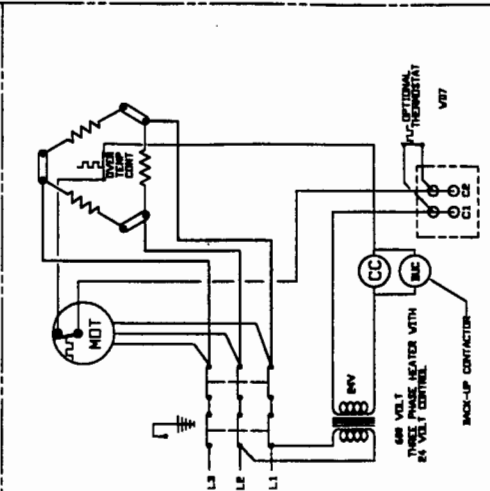 OPTIONAL
THERMOSTAT
W07
OVER
TEMP
CONT
MOT
C1
C2
CC
BUC
24V
L3
L2
L1
600 VOLT
THREE PHASE HEATER WITH
24 VOLT CONTROL
BACK-UP CONTACTOR